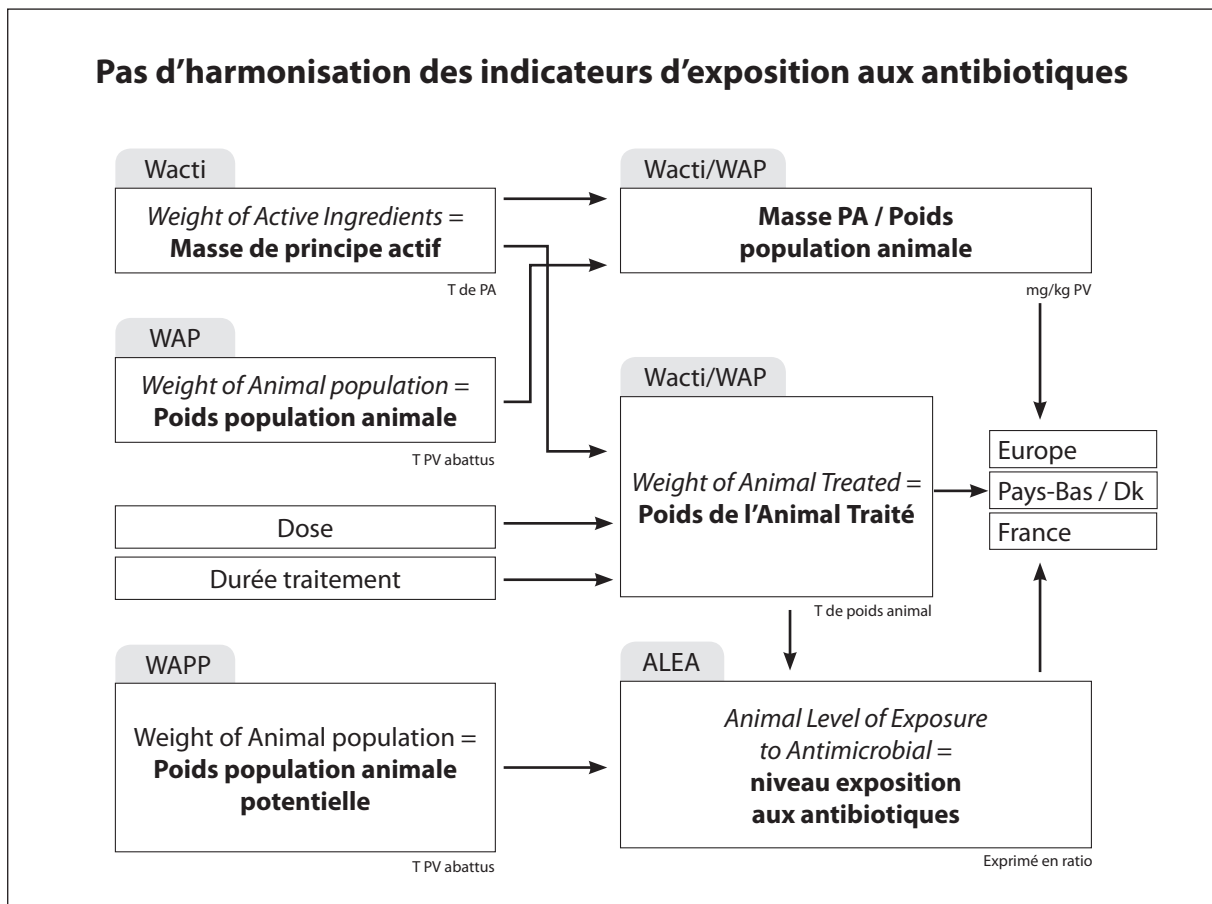 Pas d’harmonisation des indicateurs d’exposition aux antibiotiques
Wacti
Weight of Active Ingredients =
Masse de principe actif
T de PA
WAP
Weight of Animal population =
Poids population animale
T PV abattus
Dose
Durée traitement
WAPP
Weight of Animal population =
Poids population animale
potentielle
T PV abattus
Wacti/WAP
Masse PA / Poids
population animale
mg/kg PV
Wacti/WAP
Weight of Animal Treated =
Poids de l’Animal Traité
T de poids animal
ALEA
Animal Level of Exposure
to Antimicrobial =
niveau exposition
aux antibiotiques
Exprimé en ratio
Europe
Pays-Bas / Dk
France